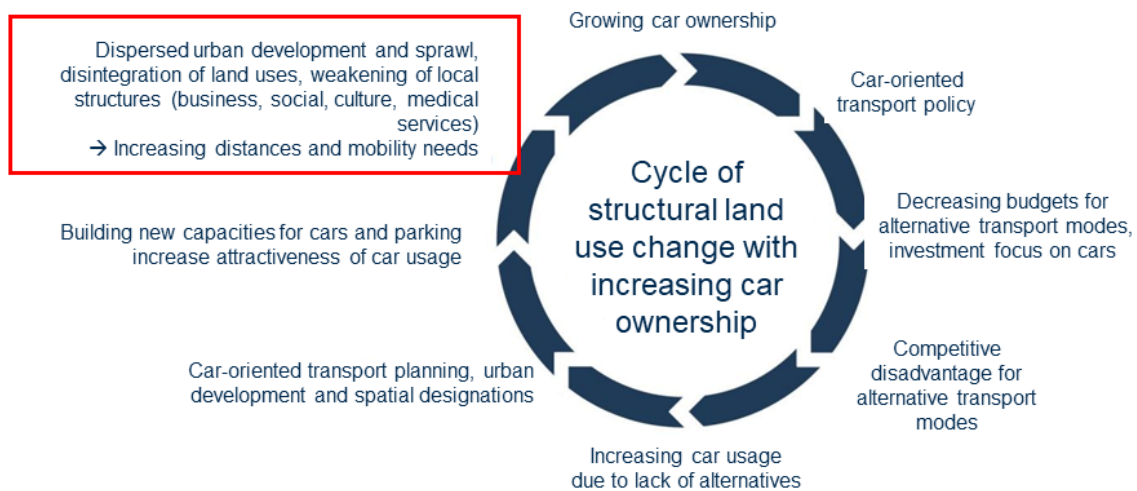 Growing car ownership
Dispersed urban development and sprawl,
disintegration of land uses, weakening of local
structures (business, social, culture, medical
services)
→ Increasing distances and mobility needs
Car-oriented
transport policy
Cycle of
structural land
use change with
increasing car
ownership
Decreasing budgets for
alternative transport modes,
investment focus on cars
Building new capacities for cars and parking
increase attractiveness of car usage
Competitive
disadvantage for
alternative transport
modes
Car-oriented transport planning, urban
development and spatial designations
Increasing car usage
due to lack of alternatives